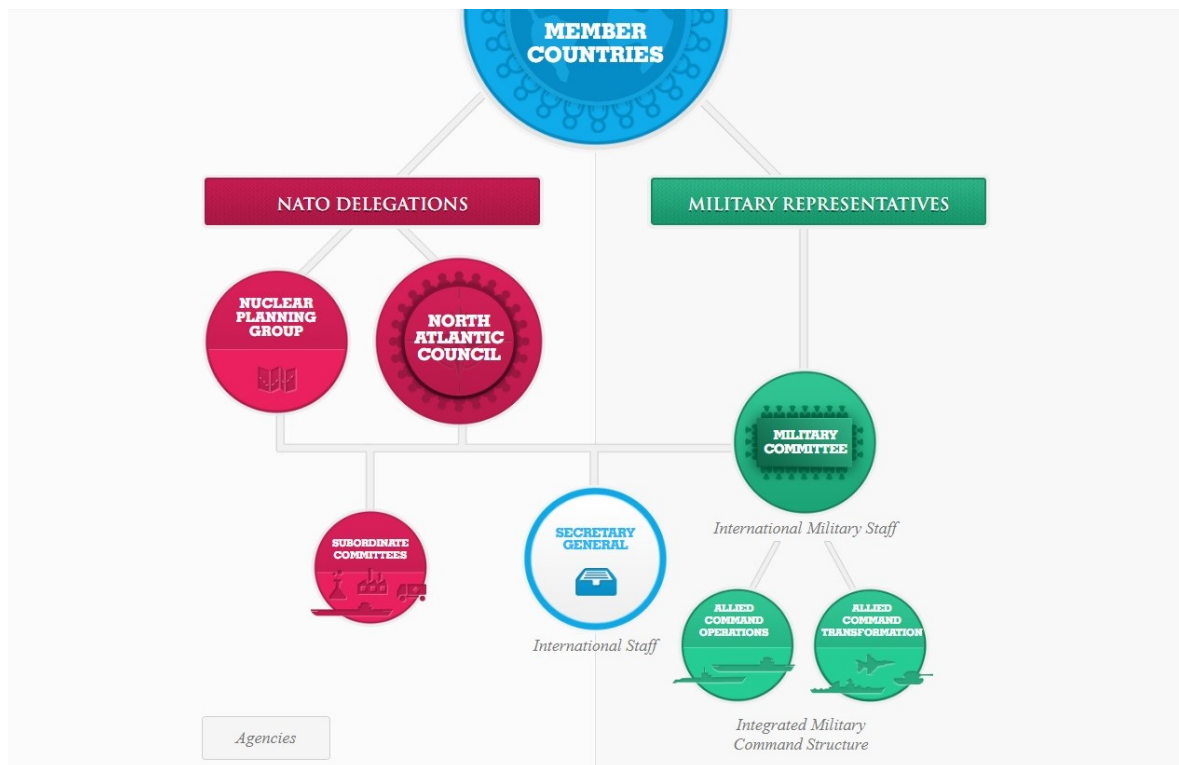 MEMBER
COUNTRIES
NATO DELEGATIONS
MILITARY REPRESENTATIVES
NUCLEAR
PLANNING
GROUP
NORTH
ATLANTIC
COUNCIL
MILITARY
COMMITTEE
International Military Staff
SUBORDINATE
COMMITTEES
SECRETARY
GENERAL
International Staff
ALLIED
COMMAND
OPERATIONS
ALLIED
COMMAND
TRANSFORMATION
Integrated Military
Command Structure
Agencies